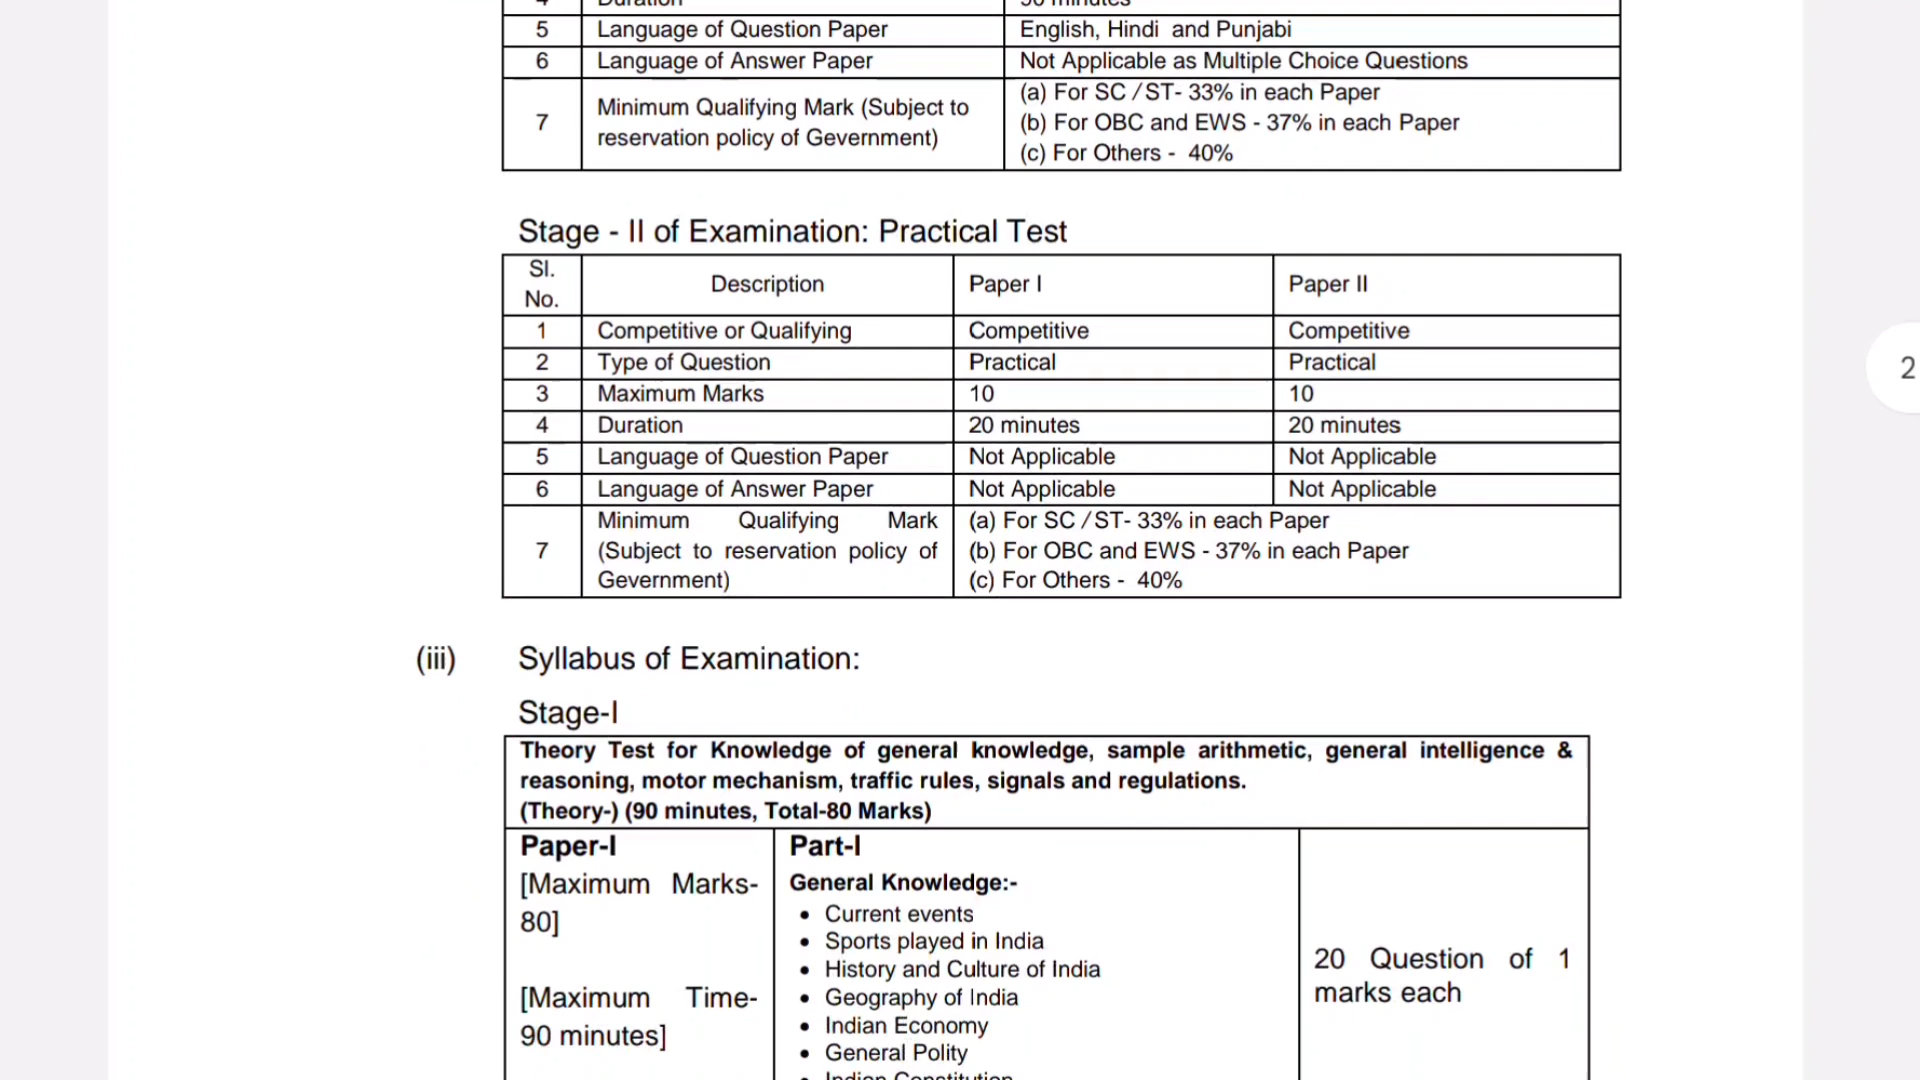 4 Duration 90 minutes
5 Language of Question Paper English, Hindi and Punjabi
6 Language of Answer Paper Not Applicable as Multiple Choice Questions
7 Minimum Qualifying Mark (Subject to reservation policy of Gevernment) (a) For SC / ST- 33% in each Paper
(b) For OBC and EWS - 37% in each Paper
(c) For Others - 40%
Stage - II of Examination: Practical Test
Sl. No. Description Paper I Paper II
1 Competitive or Qualifying Competitive Competitive
2 Type of Question Practical Practical
3 Maximum Marks 10 10
4 Duration 20 minutes 20 minutes
5 Language of Question Paper Not Applicable Not Applicable
6 Language of Answer Paper Not Applicable Not Applicable
7 Minimum Qualifying Mark (Subject to reservation policy of Gevernment) (a) For SC / ST- 33% in each Paper
(b) For OBC and EWS - 37% in each Paper
(c) For Others - 40%
2
(iii) Syllabus of Examination:
Stage-I
Theory Test for Knowledge of general knowledge, sample arithmetic, general intelligence &
reasoning, motor mechanism, traffic rules, signals and regulations.
(Theory-) (90 minutes, Total-80 Marks)
Paper-I
[Maximum Marks-
80]
[Maximum Time-
90 minutes]
Part-I
General Knowledge:-
• Current events
• Sports played in India
• History and Culture of India
• Geography of India
• Indian Economy
• General Polity
• Indian Constitution
20 Question of 1
marks each